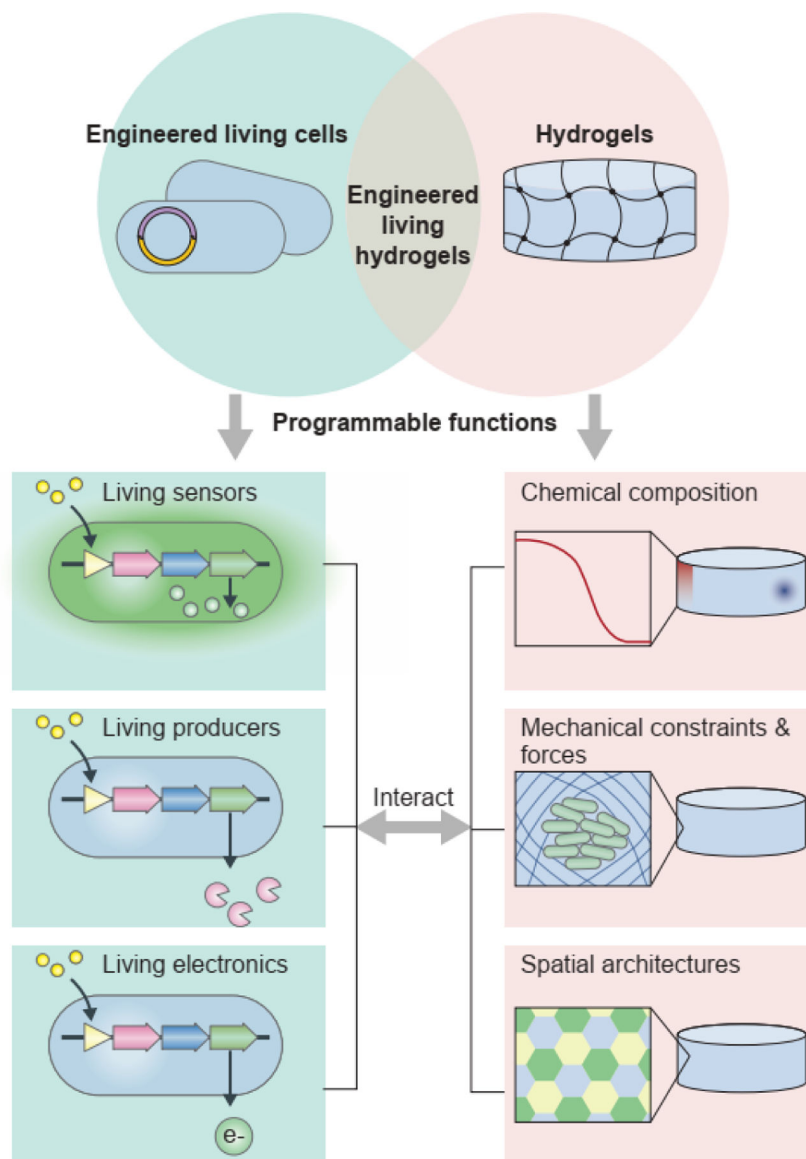 Engineered living cells
Hydrogels
Engineered
living
hydrogels
Programmable functions
Living sensors
Chemical composition
Living producers
Mechanical constraints &
forces
Interact
Living electronics
Spatial architectures
e-